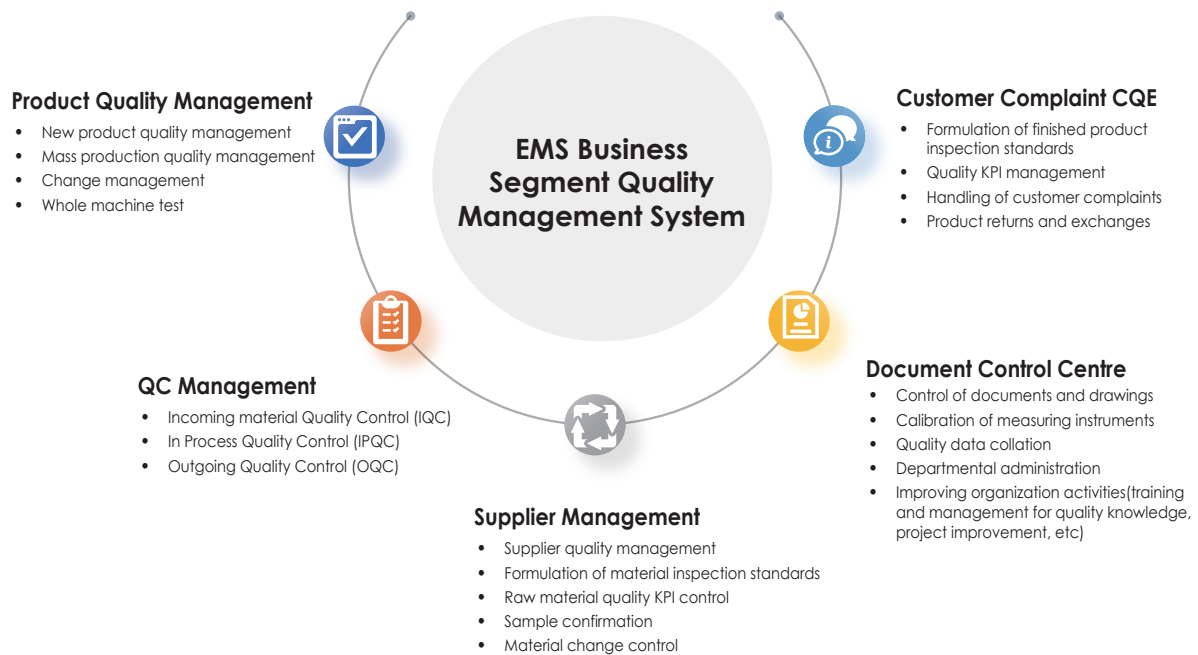 EMS Business
Segment Quality
Management System
Product Quality Management
• New product quality management
• Mass production quality management
• Change management
• Whole machine test
QC Management
• Incoming material Quality Control (IQC)
• In Process Quality Control (IPQC)
• Outgoing Quality Control (OQC)
Supplier Management
• Supplier quality management
• Formulation of material inspection standards
• Raw material quality KPI control
• Sample confirmation
• Material change control
Document Control Centre
• Control of documents and drawings
• Calibration of measuring instruments
• Quality data collation
• Departmental administration
• Improving organization activities(training
and management for quality knowledge,
project improvement, etc)
Customer Complaint CQE
• Formulation of finished product
inspection standards
• Quality KPI management
• Handling of customer complaints
• Product returns and exchanges
i